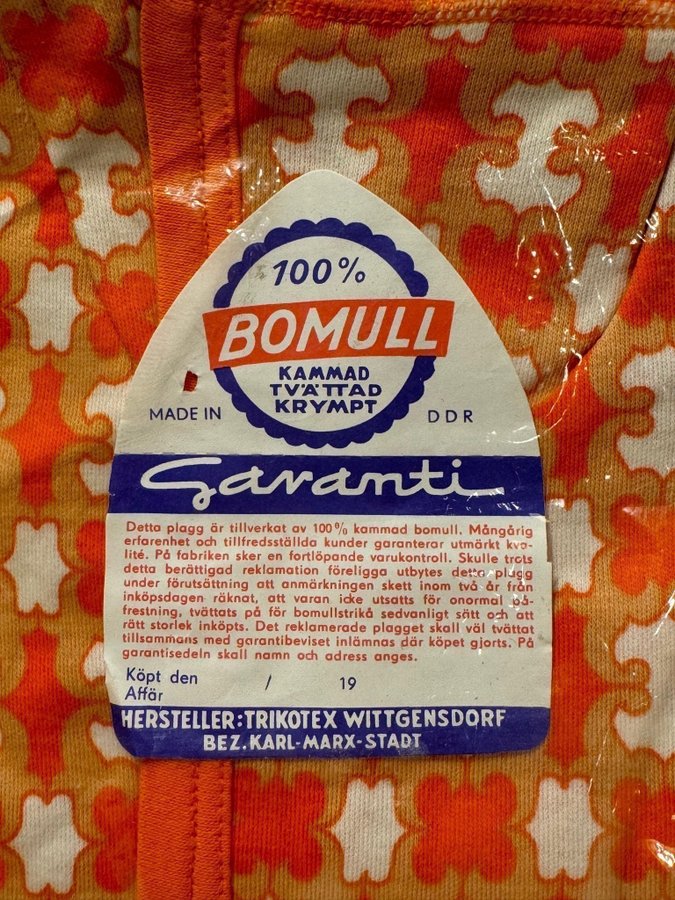 100%
BOMULL
KAMMAD
TVÄTTAD
KRYMPT
MADE IN DDR
Garanti
Detta plagg är tillverkat av 100% kammad bomull. Mångårig
erfarenhet och tillfredsställda kunder garanterar utmärkt kva-
lité. På fabriken sker en fortlöpande varukontroll. Skulle trots
detta berättigad reklamation föreligga utbytes detta plagg
under förutsättning att anmärkningen skett inom två år från
inköpsdagen räknat, att varan icke utsatts för onormal på-
frestning, tvättats på för bomullstrikå sedvanligt sätt och att
rätt storlek inköpts. Det reklamerade plagget skall väl tvättat
tillsammans med garantibeviset inlämnas där köpet gjorts. På
garantisedeln skall namn och adress anges.
Köpt den / 19
Affär
HERSTELLER: TRIKOTEX WITTGENSDORF
BEZ. KARL-MARX-STADT